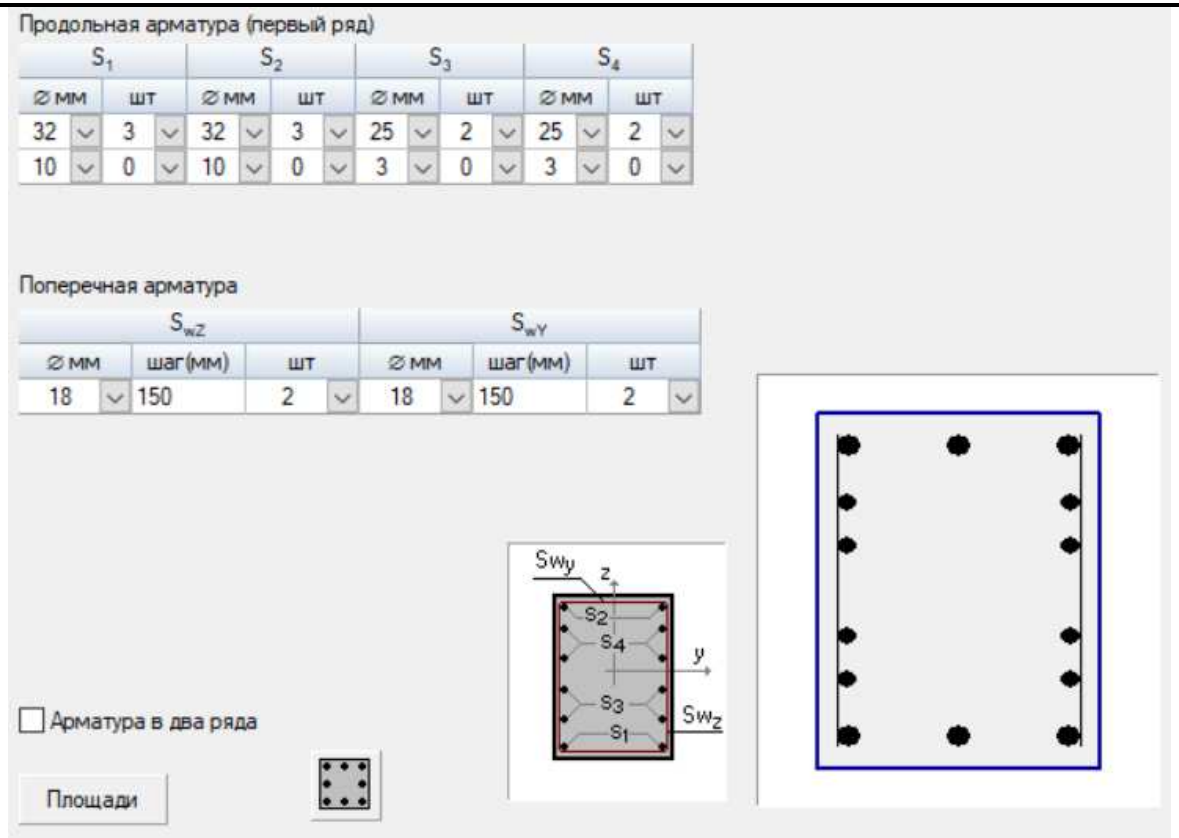 Продольная арматура (первый ряд)
S1 S2 S3 S4
∅ мм шт ∅ мм шт ∅ мм шт ∅ мм шт
32 3 32 3 25 2 25 2
10 0 10 0 3 0 3 0
Поперечная арматура
SwZ SwY
∅ мм шаг(мм) шт ∅ мм шаг(мм) шт
18 150 2 18 150 2
Swy z
S2
S4
y
S3
Swz
S1
Арматура в два ряда
Площади